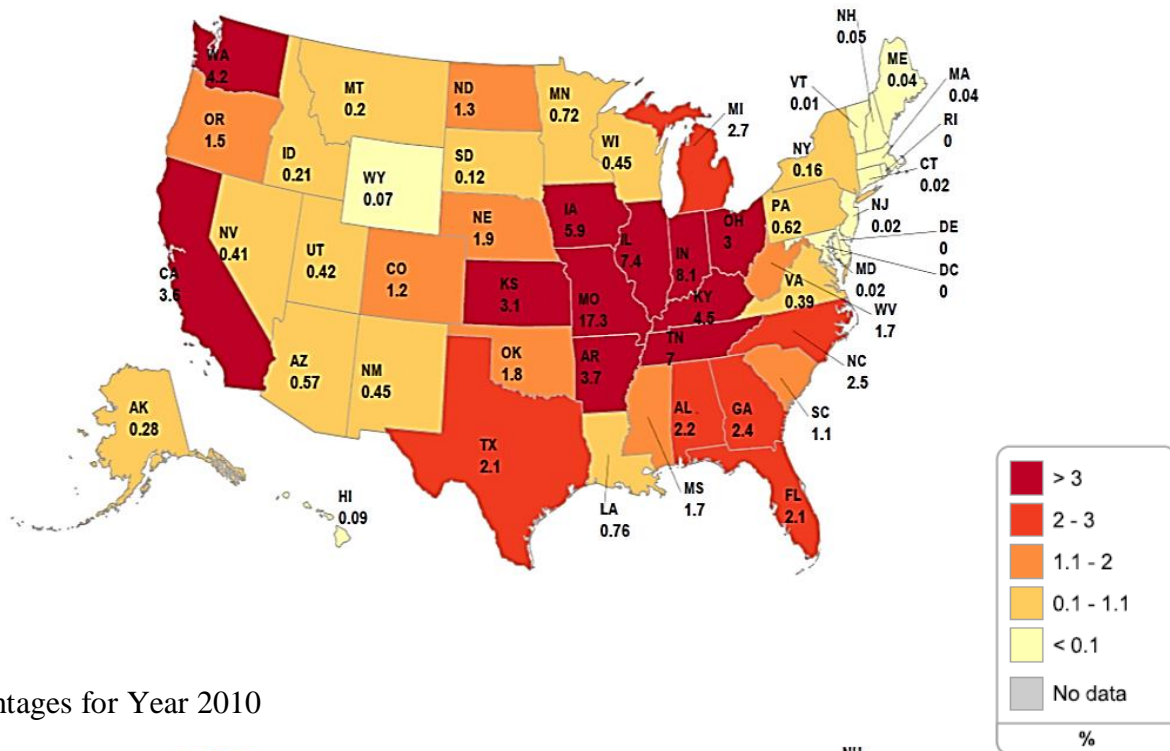 WA
4.2
OR
1.5
CA
3.6
ID
0.21
NV
0.41
MT
0.2
WY
0.07
UT
0.42
AZ
0.57
CO
1.2
NM
0.45
ND
1.3
SD
0.12
NE
1.9
KS
3.1
OK
1.8
TX
2.1
MN
0.72
IA
5.9
MO
17.3
AR
3.7
LA
0.76
WI
0.45
IL
7.4
MI
2.7
IN
8.1
OH
3
KY
4.5
TN
7
MS
1.7
AL
2.2
GA
2.4
FL
2.1
SC
1.1
NC
2.5
VA
0.39
WV
1.7
PA
0.62
NY
0.16
VT
0.01
NH
0.05
ME
0.04
MA
0.04
RI
0
CT
0.02
NJ
0.02
DE
0
DC
0
MD
0.02
AK
0.28
HI
0.09
> 3
2 - 3
1.1 - 2
0.1 - 1.1
< 0.1
No data
%
ntages for Year 2010